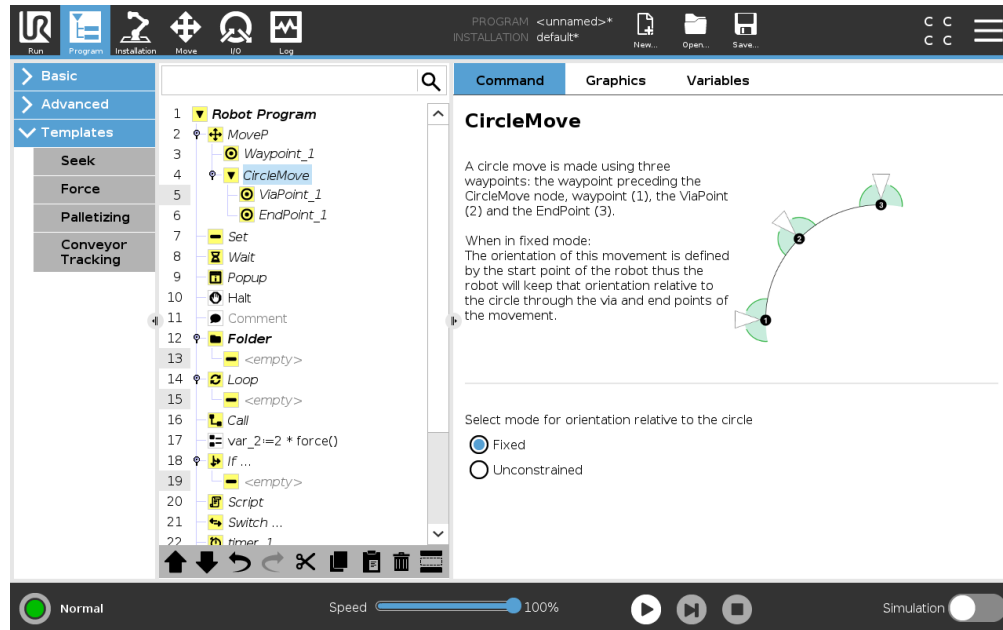 PROGRAM <unnamed>*
INSTALLATION default*
UR
Run
Program
Installation
Move
I/O
Log
New...
Open...
Save...
C C
C C
Basic
Advanced
Templates
Seek
Force
Palletizing
Conveyor
Tracking
1 Robot Program
2 MoveP
3 Waypoint_1
4 CircleMove
5 ViaPoint_1
6 EndPoint_1
7 Set
8 Wait
9 Popup
10 Halt
11 Comment
12 Folder
13 <empty>
14 Loop
15 <empty>
16 Call
17 var_2:=2 * force()
18 If ...
19 <empty>
20 Script
21 Switch ...
22 timer_1
Command
Graphics
Variables
CircleMove
A circle move is made using three
waypoints: the waypoint preceding the
CircleMove node, waypoint (1), the ViaPoint
(2) and the EndPoint (3).
When in fixed mode:
The orientation of this movement is defined
by the start point of the robot thus the
robot will keep that orientation relative to
the circle through the via and end points of
the movement.
3
2
1
Select mode for orientation relative to the circle
Fixed
Unconstrained
Normal
Speed
100%
Simulation